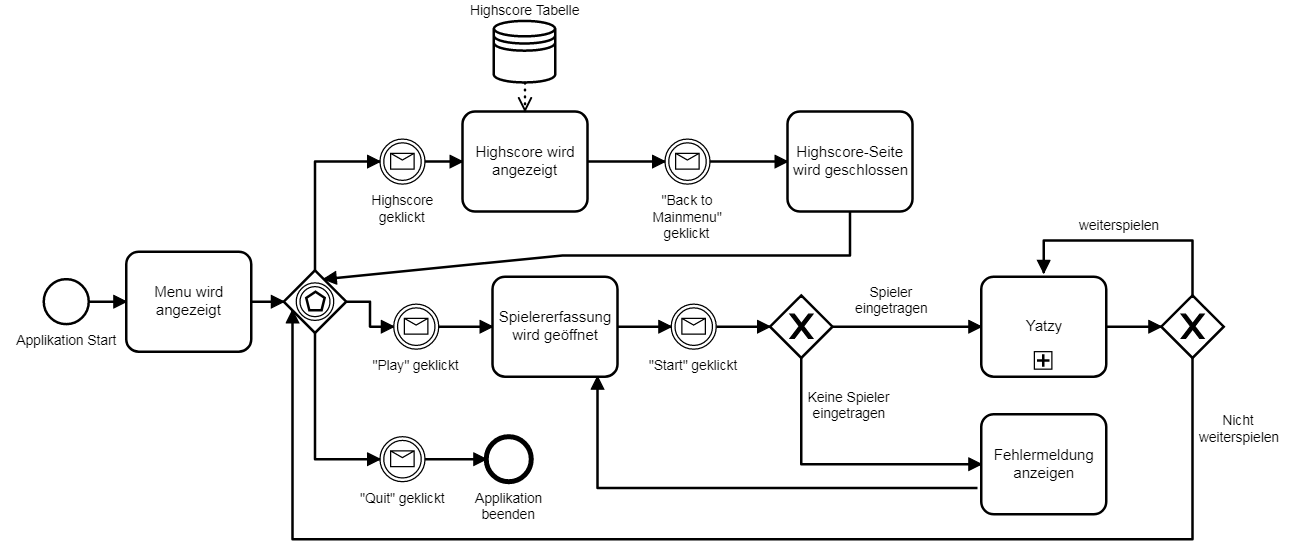 Highscore Tabelle
Highscore wird
angezeigt
Highscore-Seite
wird geschlossen
Highscore
geklickt
"Back to
Mainmenu"
geklickt
weiterspielen
Menu wird
angezeigt
Applikation Start
Spielererfassung
wird geöffnet
"Play" geklickt
"Start" geklickt
X
Spieler
eingetragen
Yatzy
X
Keine Spieler
eingetragen
Nicht
weiterspielen
Fehlermeldung
anzeigen
"Quit" geklickt
Applikation
beenden